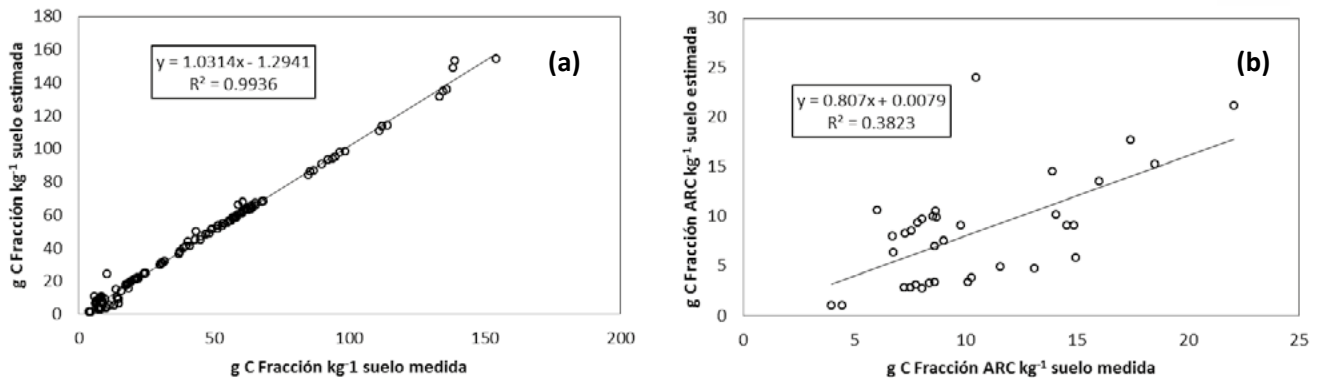 180
160
140
120
100
80
60
40
20
0
g C Fracción kg-1 suelo estimada
y = 1.0314x - 1.2941
R² = 0.9936
(a)
0 50 100 150 200
g C Fracción kg-1 suelo medida
30
25
20
15
10
5
0
g C Fracción ARC kg-1 suelo estimada
y = 0.807x + 0.0079
R² = 0.3823
(b)
0 5 10 15 20 25
g C Fracción ARC kg-1 suelo medida